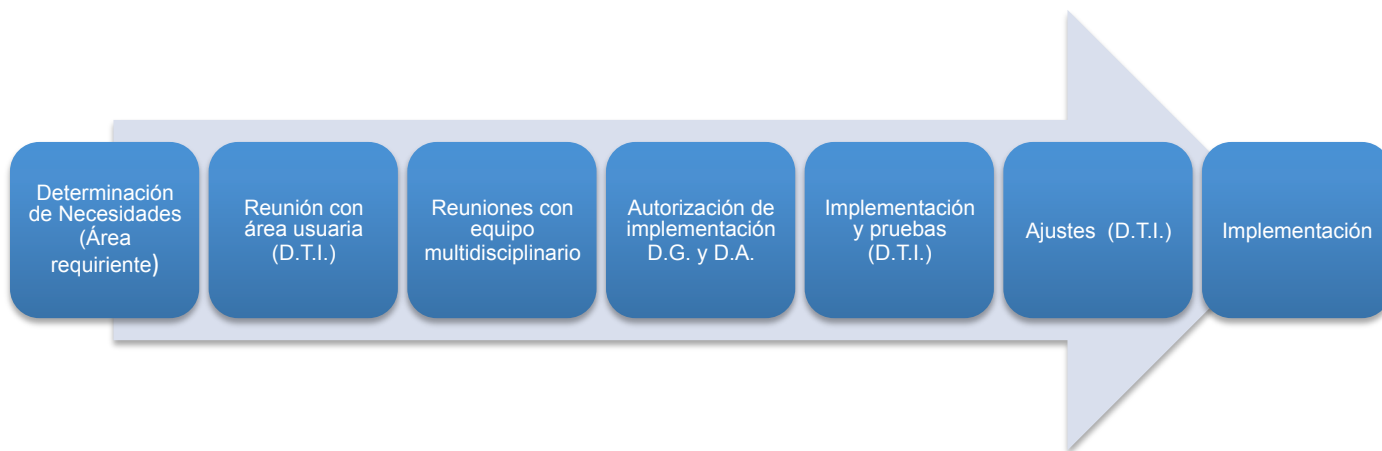 Determinación
de Necesidades
(Área
requiriente)
Reunión con
área usuaria
(D.T.I.)
Reuniones con
equipo
multidisciplinario
Autorización de
implementación
D.G. y D.A.
Implementación
y pruebas
(D.T.I.)
Ajustes (D.T.I.)
Implementación